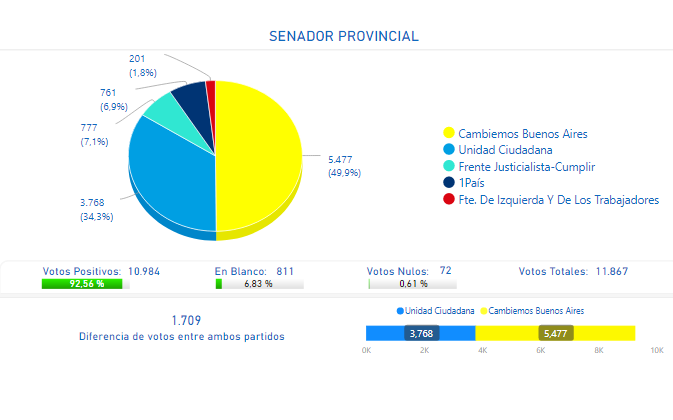 SENADOR PROVINCIAL
201
(1,8%)
761
(6,9%)
777
(7,1%)
3.768
(34,3%)
5.477
(49,9%)
Cambiemos Buenos Aires
Unidad Ciudadana
Frente Justicialista-Cumplir
1País
Fte. De Izquierda Y De Los Trabajadores
Votos Positivos: 10.984
92,56 %
En Blanco: 811
6,83 %
Votos Nulos: 72
0,61 %
Votos Totales: 11.867
1.709
Diferencia de votos entre ambos partidos
Unidad Ciudadana Cambiemos Buenos Aires
3,768 5,477
0K 2K 4K 6K 8K 10K